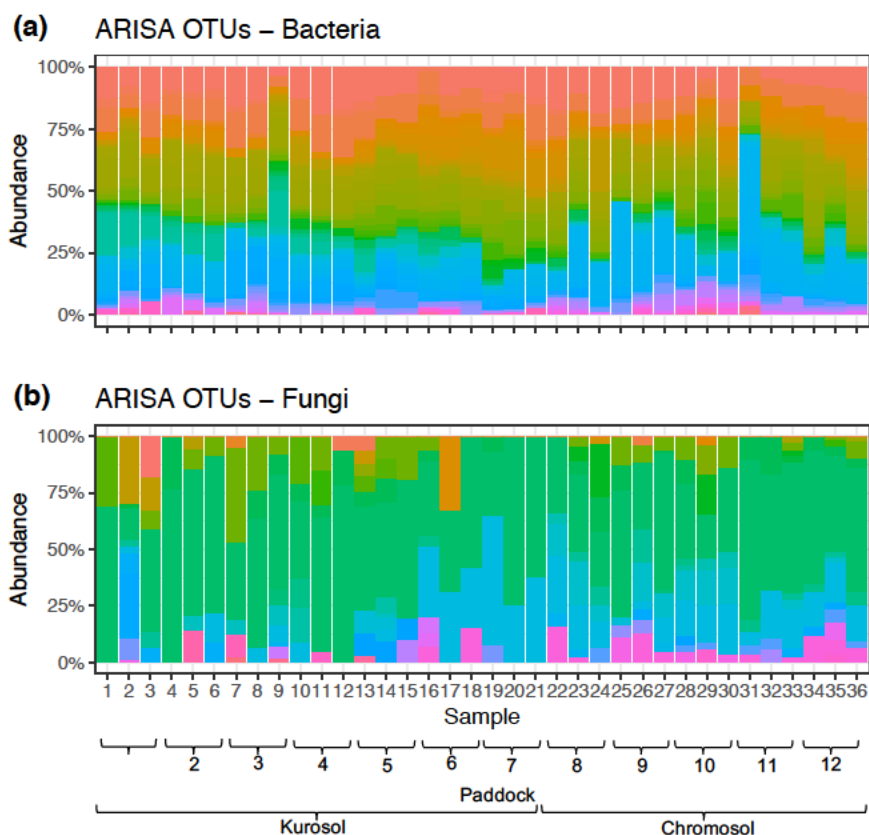 (a) ARISA OTUs – Bacteria
100%
75%
50%
25%
0%
Abundance
(b) ARISA OTUs – Fungi
100%
75%
50%
25%
0%
Abundance
1 2 3 4 5 6 7 8 9 10 11 12 13 14 15 16 17 18 19 20 21 22 23 24 25 26 27 28 29 30 31 32 33 34 35 36
Sample
2 3 4 5 6 7 8 9 10 11 12
Paddock
Kurosol Chromosol